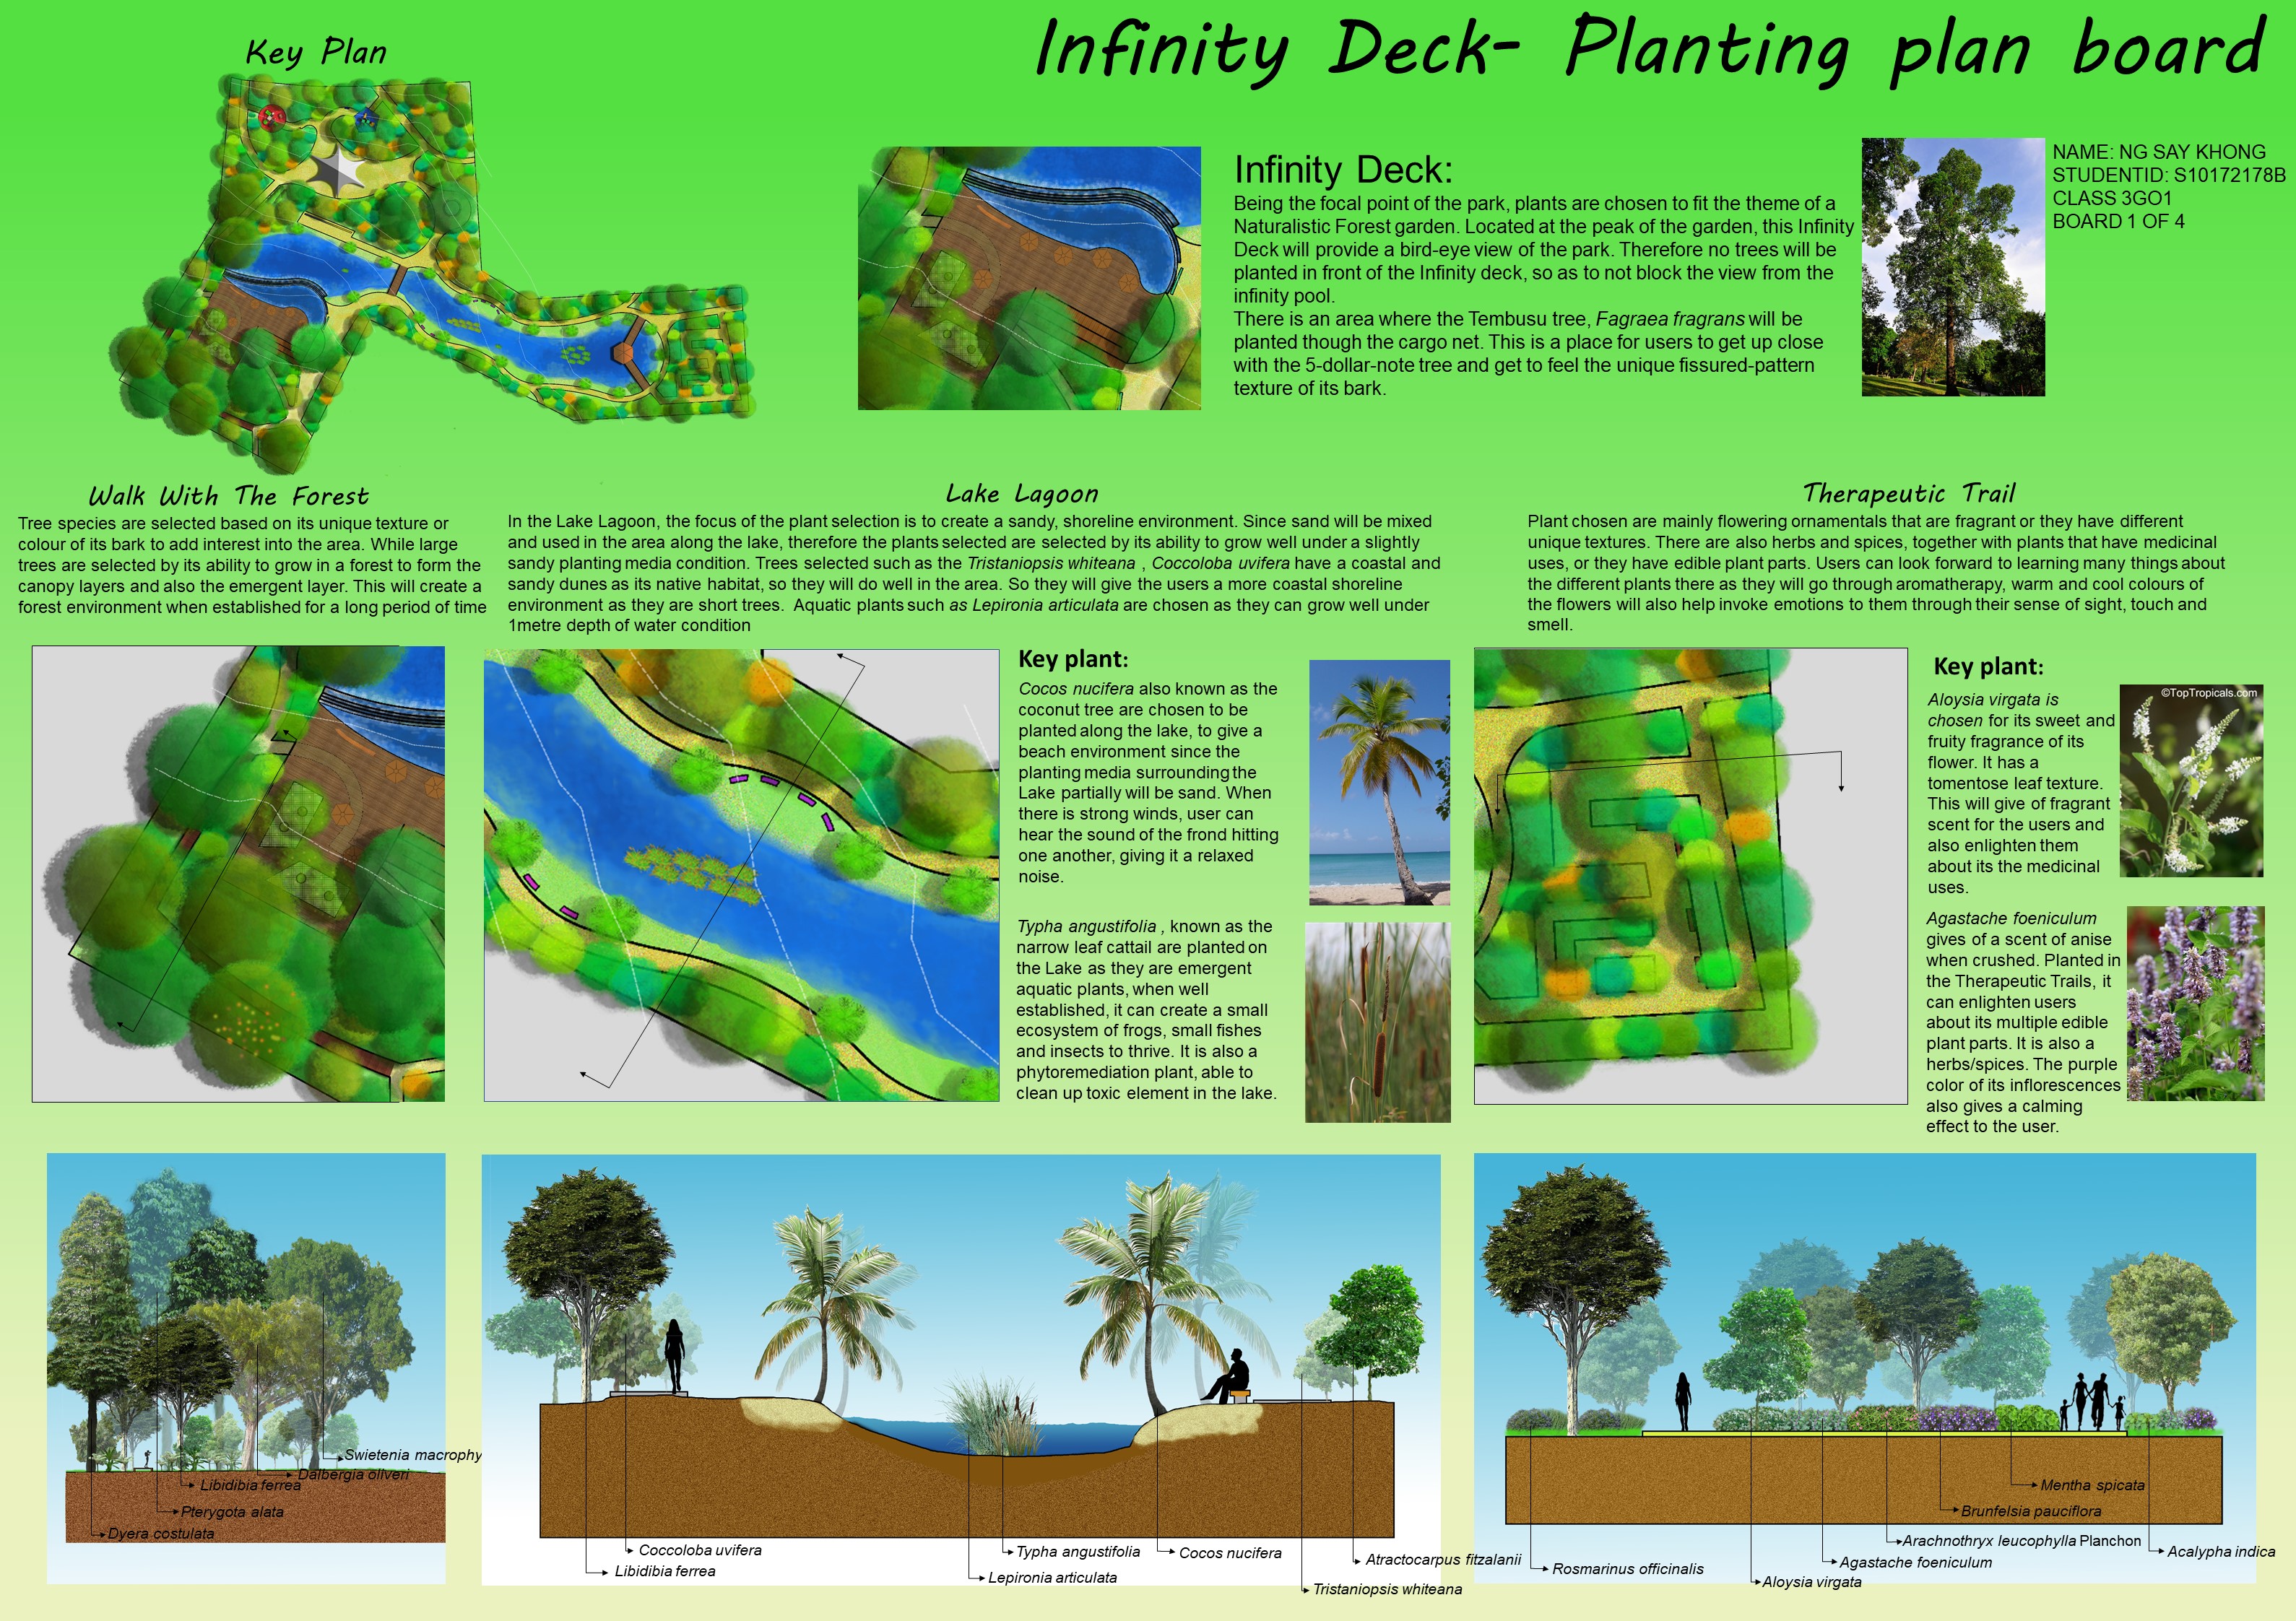 Infinity Deck- Planting plan board
Key Plan
Infinity Deck:
Being the focal point of the park, plants are chosen to fit the theme of a
Naturalistic Forest garden. Located at the peak of the garden, this Infinity
Deck will provide a bird-eye view of the park. Therefore no trees will be
planted in front of the Infinity deck, so as to not block the view from the
infinity pool.
There is an area where the Tembusu tree, Fagraea fragrans will be
planted though the cargo net. This is a place for users to get up close
with the 5-dollar-note tree and get to feel the unique fissured-pattern
texture of its bark.
NAME: NG SAY KHONG
STUDENTID: S10172178B
CLASS 3GO1
BOARD 1 OF 4
Walk With The Forest
Tree species are selected based on its unique texture or
colour of its bark to add interest into the area. While large
trees are selected by its ability to grow in a forest to form the
canopy layers and also the emergent layer. This will create a
forest environment when established for a long period of time
Lake Lagoon
In the Lake Lagoon, the focus of the plant selection is to create a sandy, shoreline environment. Since sand will be mixed
and used in the area along the lake, therefore the plants selected are selected by its ability to grow well under a slightly
sandy planting media condition. Trees selected such as the Tristaniopsis whiteana , Coccoloba uvifera have a coastal and
sandy dunes as its native habitat, so they will do well in the area. So they will give the users a more coastal shoreline
environment as they are short trees. Aquatic plants such as Lepironia articulata are chosen as they can grow well under
1metre depth of water condition
Therapeutic Trail
Plant chosen are mainly flowering ornamentals that are fragrant or they have different
unique textures. There are also herbs and spices, together with plants that have medicinal
uses, or they have edible plant parts. Users can look forward to learning many things about
the different plants there as they will go through aromatherapy, warm and cool colours of
the flowers will also help invoke emotions to them through their sense of sight, touch and
smell.
Key plant:
Cocos nucifera also known as the
coconut tree are chosen to be
planted along the lake, to give a
beach environment since the
planting media surrounding the
Lake partially will be sand. When
there is strong winds, user can
hear the sound of the frond hitting
one another, giving it a relaxed
noise.
Typha angustifolia , known as the
narrow leaf cattail are planted on
the Lake as they are emergent
aquatic plants, when well
established, it can create a small
ecosystem of frogs, small fishes
and insects to thrive. It is also a
phytoremediation plant, able to
clean up toxic element in the lake.
Key plant:
Aloysia virgata is
chosen for its sweet and
fruity fragrance of its
flower. It has a
tomentose leaf texture.
This will give of fragrant
scent for the users and
also enlighten them
about its the medicinal
uses.
©TopTropicals.com
Agastache foeniculum
gives of a scent of anise
when crushed. Planted in
the Therapeutic Trails, it
can enlighten users
about its multiple edible
plant parts. It is also a
herbs/spices. The purple
color of its inflorescences
also gives a calming
effect to the user.
Swietenia macrophy
Dalbergia oliveri
Libidibia ferrea
Pterygota alata
Dyera costulata
Coccoloba uvifera
Libidibia ferrea
Typha angustifolia
Lepironia articulata
Cocos nucifera
Atractocarpus fitzalanii
Tristaniopsis whiteana
Mentha spicata
Brunfelsia pauciflora
Arachnothryx leucophylla Planchon
Acalypha indica
Agastache foeniculum
Rosmarinus officinalis
Aloysia virgata